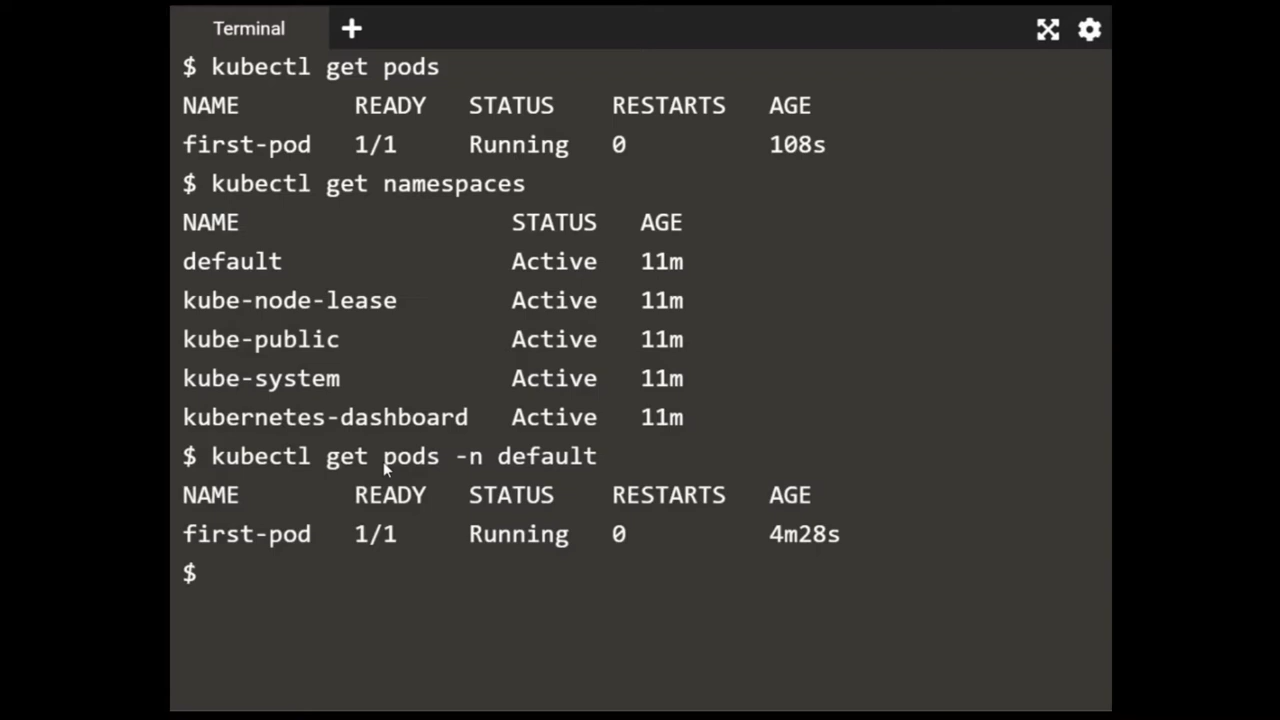 Terminal
$ kubectl get pods
NAME READY STATUS RESTARTS AGE
first-pod 1/1 Running 0 108s
$ kubectl get namespaces
NAME STATUS AGE
default Active 11m
kube-node-lease Active 11m
kube-public Active 11m
kube-system Active 11m
kubernetes-dashboard Active 11m
$ kubectl get pods -n default
NAME READY STATUS RESTARTS AGE
first-pod 1/1 Running 0 4m28s
$